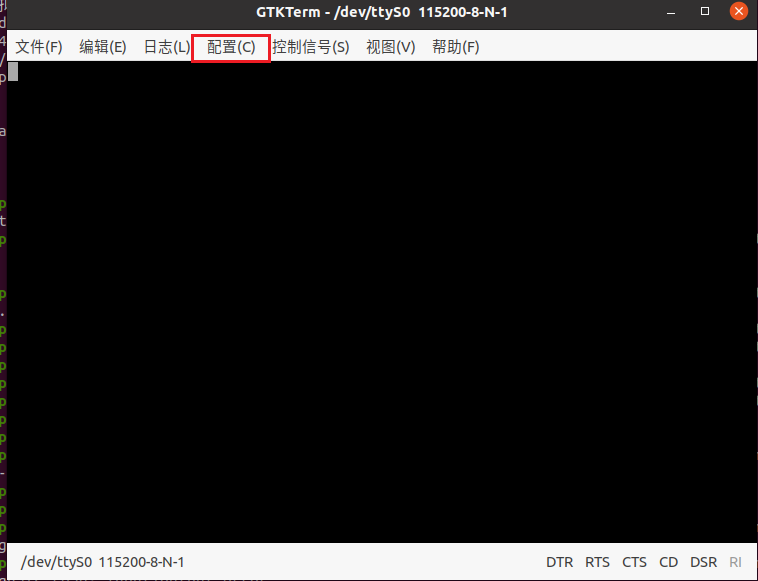 GTKTerm - /dev/ttyS0 115200-8-N-1
文件(F) 编辑(E) 日志(L) 配置(C) 控制信号(S) 视图(V) 帮助(F)
/dev/ttyS0 115200-8-N-1 DTR RTS CTS CD DSR RI